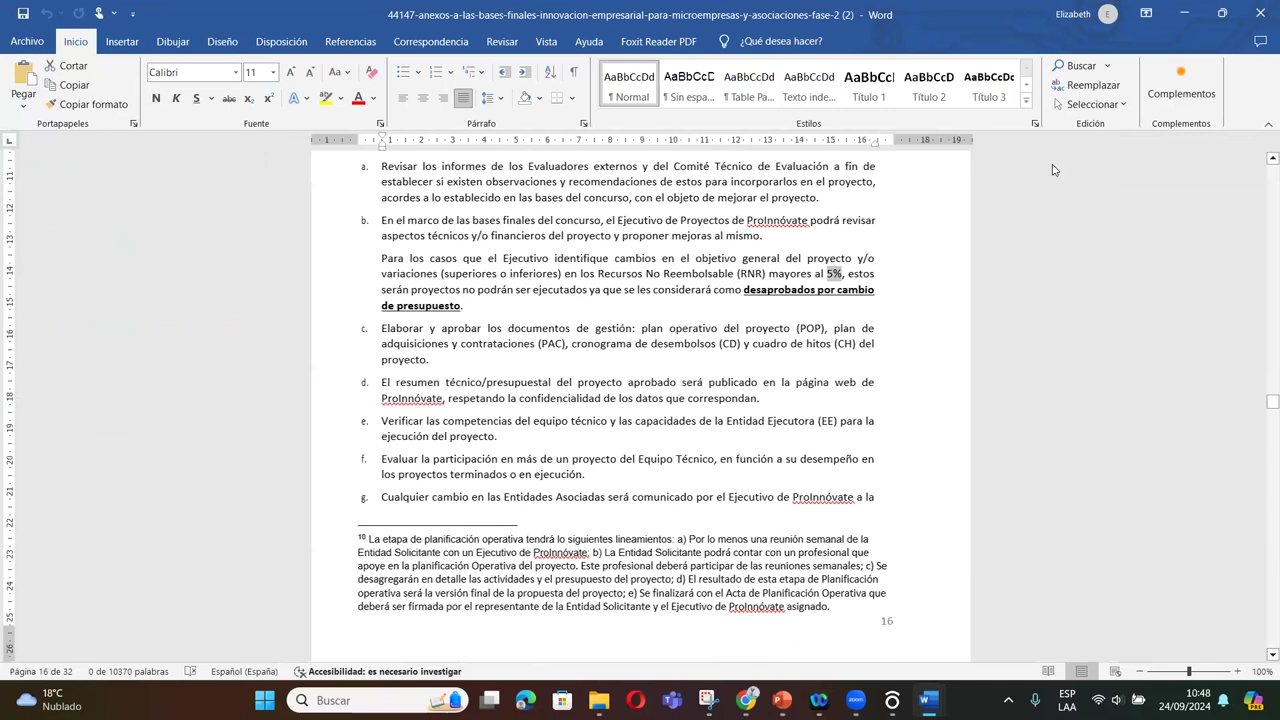 44147-anexos-a-las-bases-finales-innovacion-empresarial-para-microempresas-y-asociaciones-fase-2 (2) - Word
Elizabeth E
Archivo Inicio Insertar Dibujar Diseño Disposición Referencias Correspondencia Revisar Vista Ayuda Foxit Reader PDF ¿Qué desea hacer?
Pegar
Cortar
Copiar
Copiar formato
Portapapeles
Calibri 11
Fuente
Párrafo
AaBbCcDd AaBbCcD AaBbCcDd AaBbCcDd AaBbCcI AaBbCcD AaBbCcDd
¶ Normal ¶ Sin espa... ¶ Table Pa... Texto inde... Título 1 ¶ Título 2 ¶ Título 3
Estilos
Buscar
Reemplazar
Seleccionar
Edición
Complementos
Complementos
a. Revisar los informes de los Evaluadores externos y del Comité Técnico de Evaluación a fin de
establecer si existen observaciones y recomendaciones de estos para incorporarlos en el proyecto,
acordes a lo establecido en las bases del concurso, con el objeto de mejorar el proyecto.
b. En el marco de las bases finales del concurso, el Ejecutivo de Proyectos de ProInnóvate podrá revisar
aspectos técnicos y/o financieros del proyecto y proponer mejoras al mismo.
Para los casos que el Ejecutivo identifique cambios en el objetivo general del proyecto y/o
variaciones (superiores o inferiores) en los Recursos No Reembolsable (RNR) mayores al 5%, estos
serán proyectos no podrán ser ejecutados ya que se les considerará como desaprobados por cambio
de presupuesto.
c. Elaborar y aprobar los documentos de gestión: plan operativo del proyecto (POP), plan de
adquisiciones y contrataciones (PAC), cronograma de desembolsos (CD) y cuadro de hitos (CH) del
proyecto.
d. El resumen técnico/presupuestal del proyecto aprobado será publicado en la página web de
ProInnóvate, respetando la confidencialidad de los datos que correspondan.
e. Verificar las competencias del equipo técnico y las capacidades de la Entidad Ejecutora (EE) para la
ejecución del proyecto.
f. Evaluar la participación en más de un proyecto del Equipo Técnico, en función a su desempeño en
los proyectos terminados o en ejecución.
g. Cualquier cambio en las Entidades Asociadas será comunicado por el Ejecutivo de ProInnóvate a la
10 La etapa de planificación operativa tendrá lo siguientes lineamientos: a) Por lo menos una reunión semanal de la
Entidad Solicitante con un Ejecutivo de ProInnóvate; b) La Entidad Solicitante podrá contar con un profesional que
apoye en la planificación Operativa del proyecto. Este profesional deberá participar de las reuniones semanales; c) Se
desagregarán en detalle las actividades y el presupuesto del proyecto; d) El resultado de esta etapa de Planificación
operativa será la versión final de la propuesta del proyecto; e) Se finalizará con el Acta de Planificación Operativa que
deberá ser firmada por el representante de la Entidad Solicitante y el Ejecutivo de ProInnóvate asignado.
16
Página 16 de 32 0 de 10370 palabras Español (España) Accesibilidad: es necesario investigar 100%
18°C
Nublado
Buscar
ESP
LAA
10:48
24/09/2024